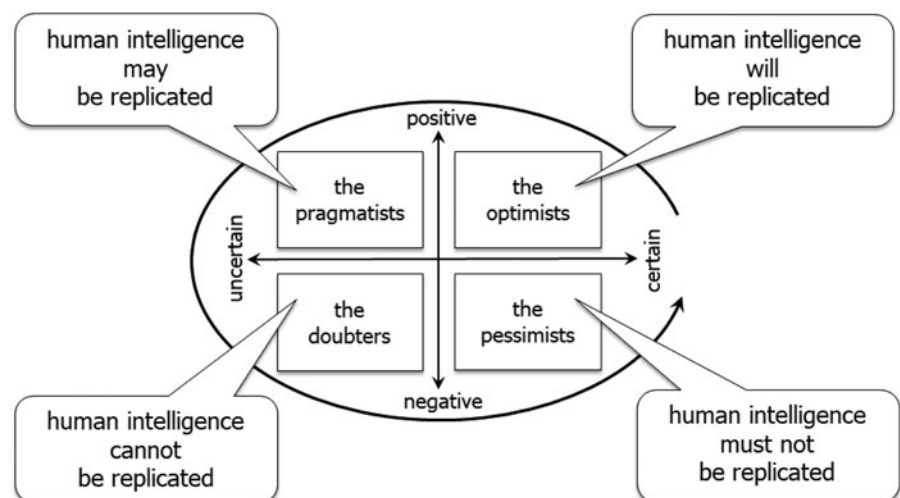 human intelligence
may
be replicated
human intelligence
will
be replicated
positive
the
pragmatists
the
optimists
uncertain
certain
the
doubters
the
pessimists
negative
human intelligence
cannot
be replicated
human intelligence
must not
be replicated